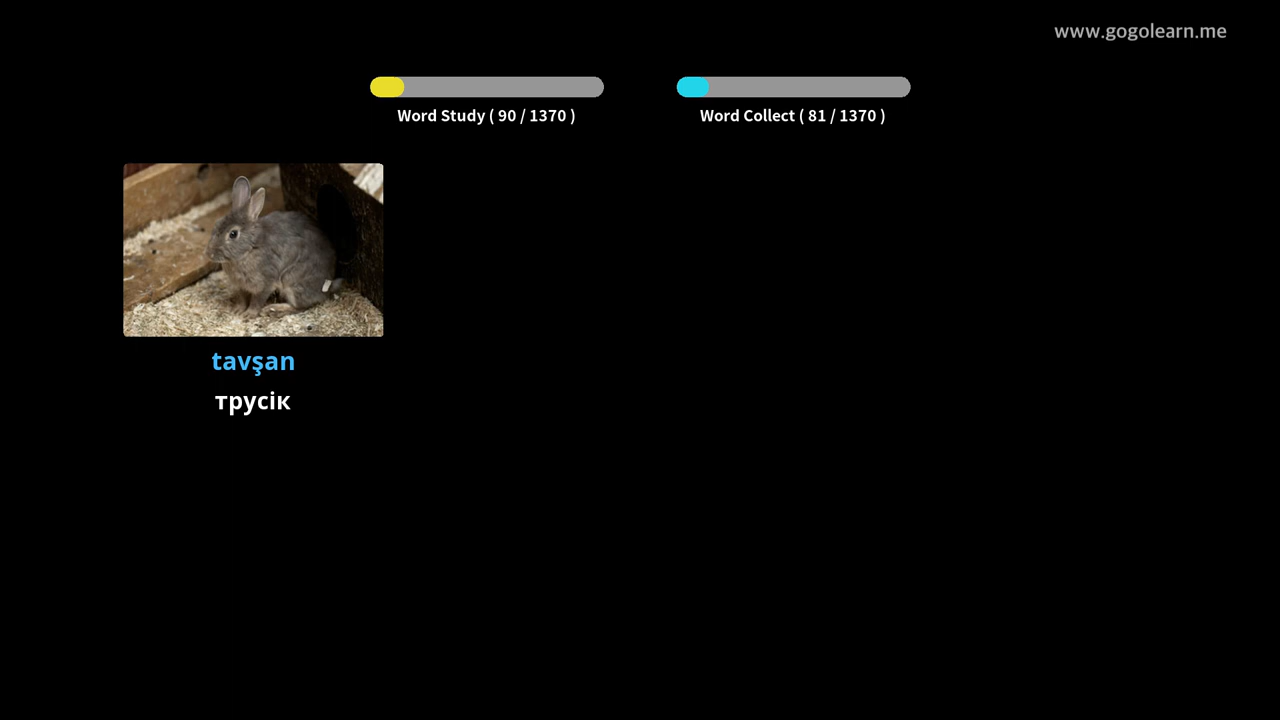 www.gogolearn.me
Word Study ( 90 / 1370 )
Word Collect ( 81 / 1370 )
tavşan
трусік